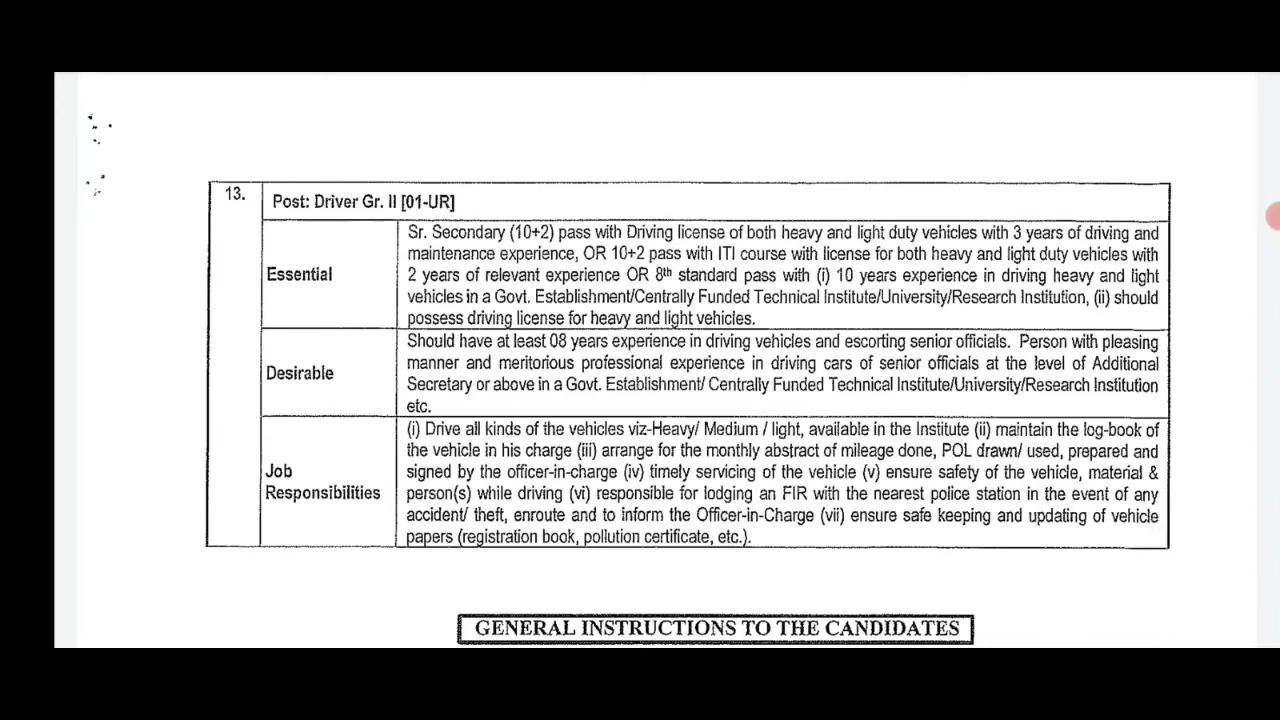 13.
Post: Driver Gr. II [01-UR]
Essential
Sr. Secondary (10+2) pass with Driving license of both heavy and light duty vehicles with 3 years of driving and
maintenance experience, OR 10+2 pass with ITI course with license for both heavy and light duty vehicles with
2 years of relevant experience OR 8th standard pass with (i) 10 years experience in driving heavy and light
vehicles in a Govt. Establishment/Centrally Funded Technical Institute/University/Research Institution, (ii) should
possess driving license for heavy and light vehicles.
Desirable
Should have at least 08 years experience in driving vehicles and escorting senior officials. Person with pleasing
manner and meritorious professional experience in driving cars of senior officials at the level of Additional
Secretary or above in a Govt. Establishment/ Centrally Funded Technical Institute/University/Research Institution
etc.
Job
Responsibilities
(i) Drive all kinds of the vehicles viz-Heavy/ Medium / light, available in the Institute (ii) maintain the log-book of
the vehicle in his charge (iii) arrange for the monthly abstract of mileage done, POL drawn/ used, prepared and
signed by the officer-in-charge (iv) timely servicing of the vehicle (v) ensure safety of the vehicle, material &
person(s) while driving (vi) responsible for lodging an FIR with the nearest police station in the event of any
accident/ theft, enroute and to inform the Officer-in-Charge (vii) ensure safe keeping and updating of vehicle
papers (registration book, pollution certificate, etc.).
GENERAL INSTRUCTIONS TO THE CANDIDATES